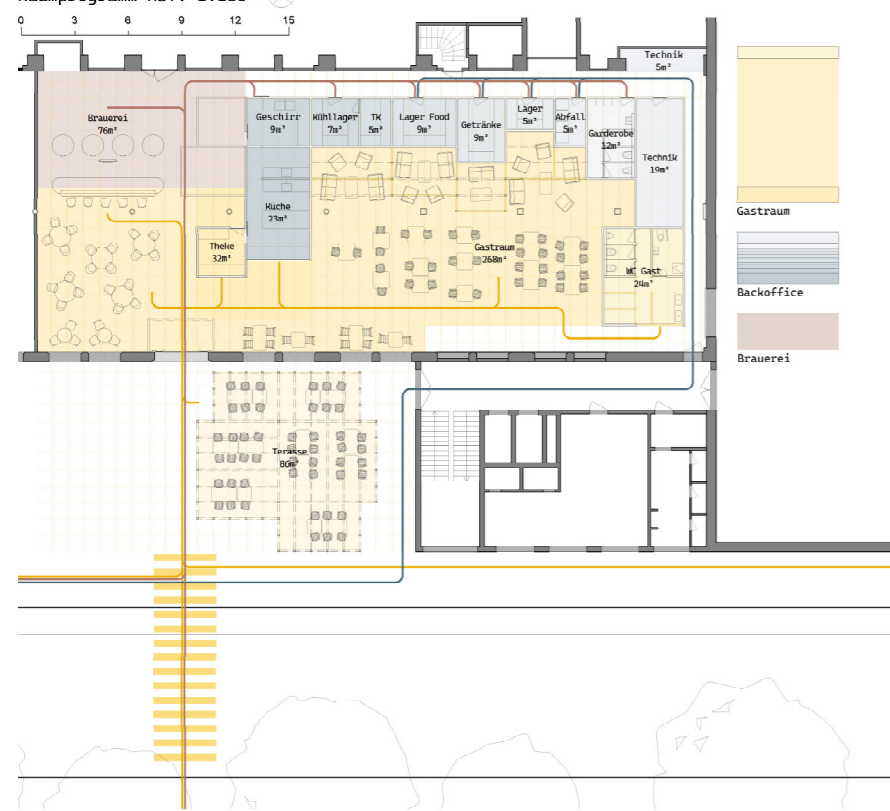 0 3 6 9 12 15
Technik
5m²
Brauerei
76m²
Geschirr
9m²
Kühllager
7m²
TK
5m²
Lager Food
9m²
Getränke
9m²
Lager
5m²
Abfall
5m²
Garderobe
12m²
Technik
19m²
Küche
23m²
Theke
32m²
Gastraum
268m²
WC Gast
24m²
Terasse
86m²
Gastraum
Backoffice
Brauerei